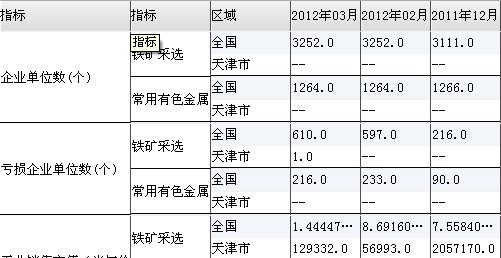 指标 指标 区域 2012年03月 2012年02月 2011年12月
指标
企业单位数(个) 铁矿采选 全国 3252.0 3252.0 3111.0
天津市 -- -- --
常用有色金属 全国 1264.0 1264.0 1266.0
天津市 -- -- --
亏损企业单位数(个) 铁矿采选 全国 610.0 597.0 216.0
天津市 1.0 -- --
常用有色金属 全国 216.0 233.0 90.0
天津市 -- -- --
铁矿采选 全国 1.44447… 8.69160… 7.55840…
天津市 129332.0 56993.0 2057170.0